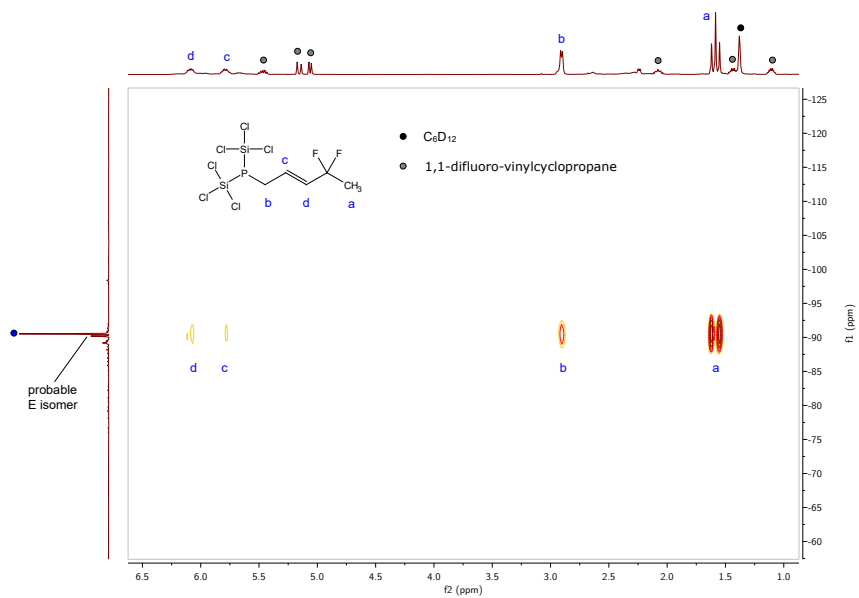 a
b
d
c
-125
-120
-115
-110
-105
-100
-95
-90
-85
-80
-75
-70
-65
-60
f1 (ppm)
Cl
Cl Si Cl
Cl
Si P
Cl Cl
c
F F
CH3
b d a
C6D12
1,1-difluoro-vinylcyclopropane
d c b a
probable
E isomer
6.5 6.0 5.5 5.0 4.5 4.0 3.5 3.0 2.5 2.0 1.5 1.0
f2 (ppm)